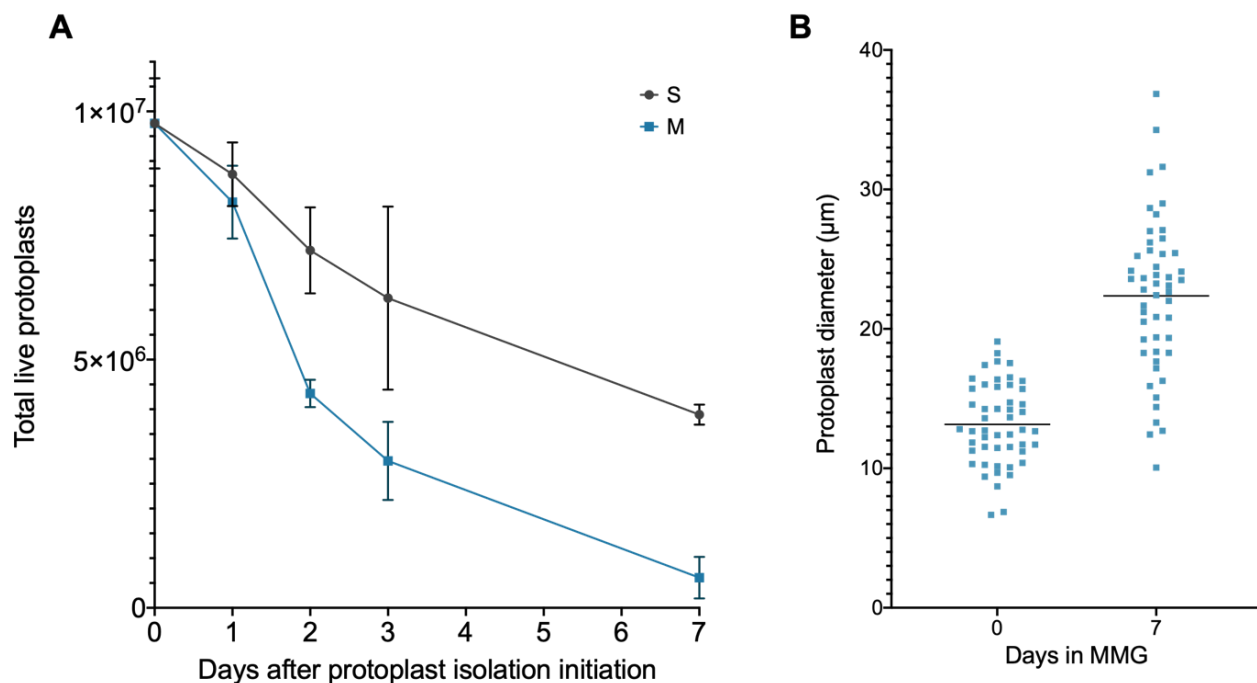 A
Total live protoplasts
1×10⁷
5×10⁶
0
0 1 2 3 4 5 6 7
Days after protoplast isolation initiation
S
M
B
Protoplast diameter (µm)
40
30
20
10
0
0 7
Days in MMG